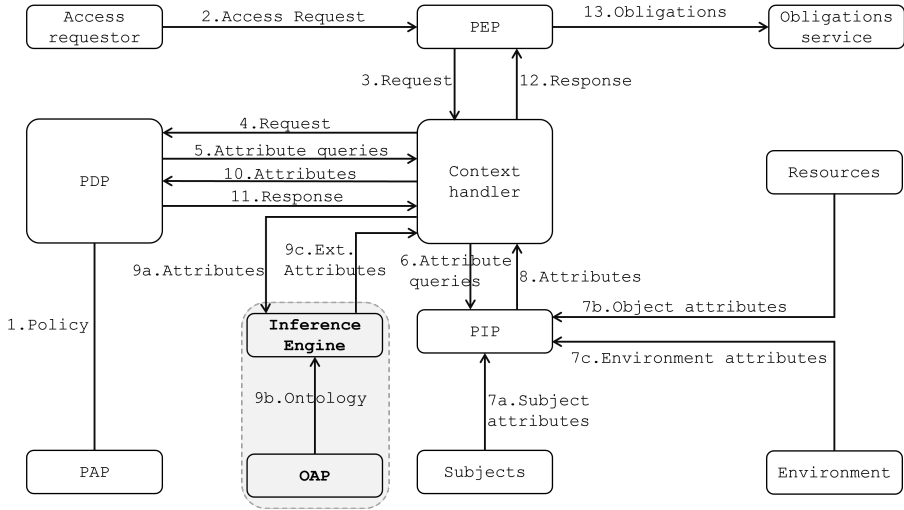 Access
requestor
2.Access Request
PEP
13.Obligations
Obligations
service
3.Request
12.Response
4.Request
5.Attribute queries
10.Attributes
11.Response
PDP
Context
handler
Resources
9a.Attributes
9c.Ext.
Attributes
6.Attribute
queries
8.Attributes
7b.Object attributes
1.Policy
Inference
Engine
PIP
7c.Environment attributes
9b.Ontology
7a.Subject
attributes
PAP
OAP
Subjects
Environment